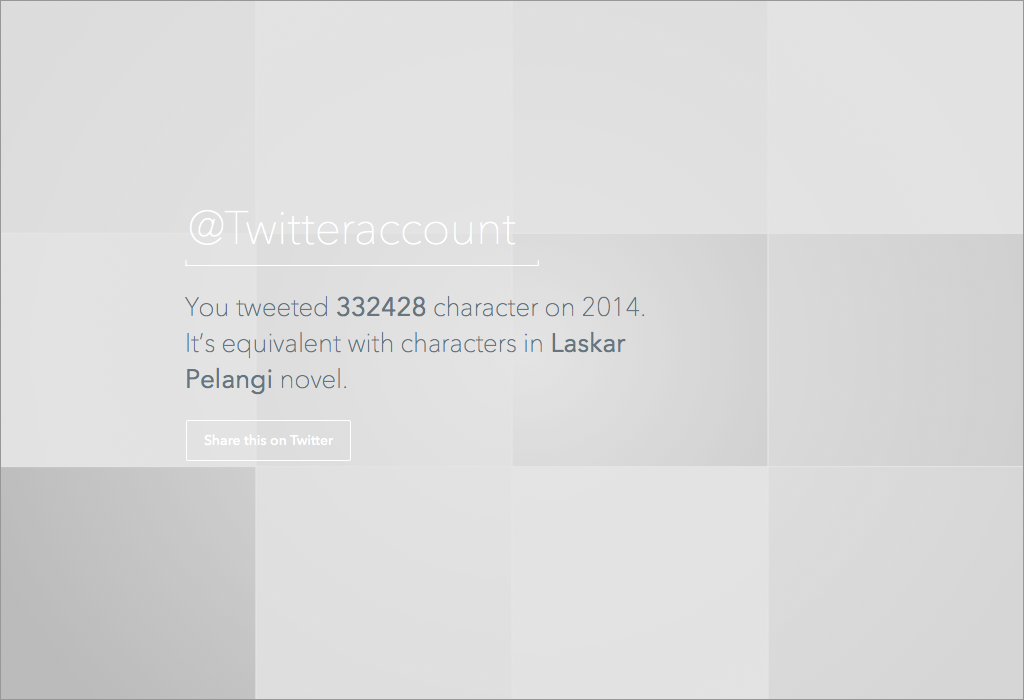 @Twitteraccount
You tweeted 332428 character on 2014.
It’s equivalent with characters in Laskar
Pelangi novel.
Share this on Twitter